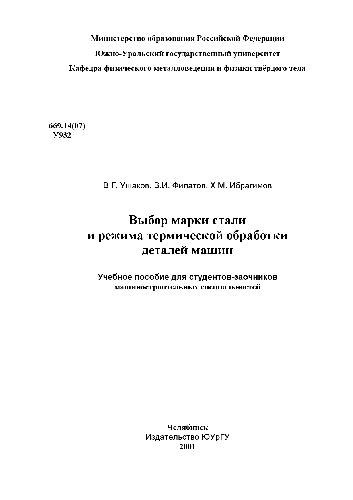 Министерство образования Российской Федерации
Южно-Уральский государственный университет
Кафедра физического металловедения и физики твёрдого тела
669.14(07)
У932
В.Г. Ушаков, В.И. Филатов, Х.М. Ибрагимов
Выбор марки стали
и режима термической обработки
деталей машин
Учебное пособие для студентов-заочников
машиностроительных специальностей
Челябинск
Издательство ЮУрГУ
2001